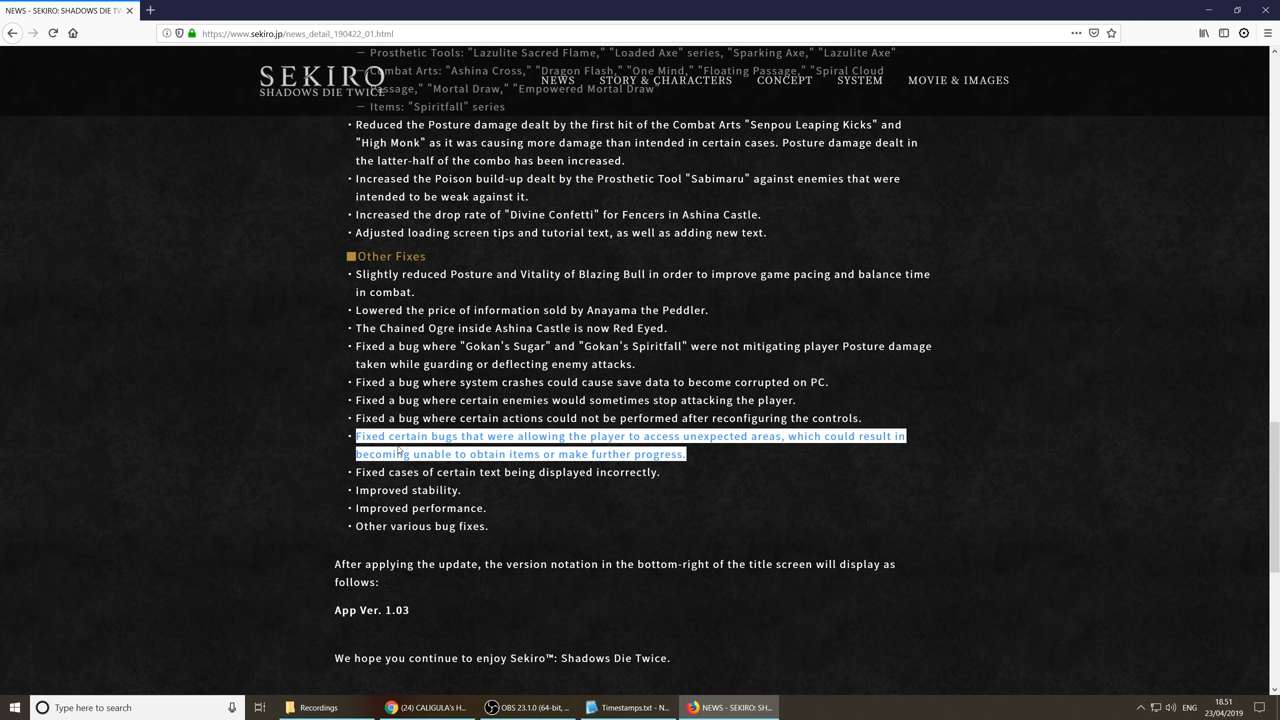 NEWS - SEKIRO: SHADOWS DIE TW
https://www.sekiro.jp/news_detail_190422_01.html
— Prosthetic Tools: "Lazulite Sacred Flame," "Loaded Axe" series, "Sparking Axe," "Lazulite Axe"
— Combat Arts: "Ashina Cross," "Dragon Flash," "One Mind," "Floating Passage," "Spiral Cloud
Passage," "Mortal Draw," "Empowered Mortal Draw"
— Items: "Spiritfall" series
SEKIRO
SHADOWS DIE TWICE
NEWS STORY & CHARACTERS CONCEPT SYSTEM MOVIE & IMAGES
・Reduced the Posture damage dealt by the first hit of the Combat Arts "Senpou Leaping Kicks" and
"High Monk" as it was causing more damage than intended in certain cases. Posture damage dealt in
the latter-half of the combo has been increased.
・Increased the Poison build-up dealt by the Prosthetic Tool "Sabimaru" against enemies that were
intended to be weak against it.
・Increased the drop rate of "Divine Confetti" for Fencers in Ashina Castle.
・Adjusted loading screen tips and tutorial text, as well as adding new text.
■Other Fixes
・Slightly reduced Posture and Vitality of Blazing Bull in order to improve game pacing and balance time
in combat.
・Lowered the price of information sold by Anayama the Peddler.
・The Chained Ogre inside Ashina Castle is now Red Eyed.
・Fixed a bug where "Gokan's Sugar" and "Gokan's Spiritfall" were not mitigating player Posture damage
taken while guarding or deflecting enemy attacks.
・Fixed a bug where system crashes could cause save data to become corrupted on PC.
・Fixed a bug where certain enemies would sometimes stop attacking the player.
・Fixed a bug where certain actions could not be performed after reconfiguring the controls.
・Fixed certain bugs that were allowing the player to access unexpected areas, which could result in
becoming unable to obtain items or make further progress.
・Fixed cases of certain text being displayed incorrectly.
・Improved stability.
・Improved performance.
・Other various bug fixes.
After applying the update, the version notation in the bottom-right of the title screen will display as
follows:
App Ver. 1.03
We hope you continue to enjoy Sekiro™: Shadows Die Twice.
Type here to search
Recordings
(24) CALIGULA's H...
OBS 23.1.0 (64-bit, ...
Timestamps.txt - N...
NEWS - SEKIRO: SH...
ENG
18.51
23/04/2019